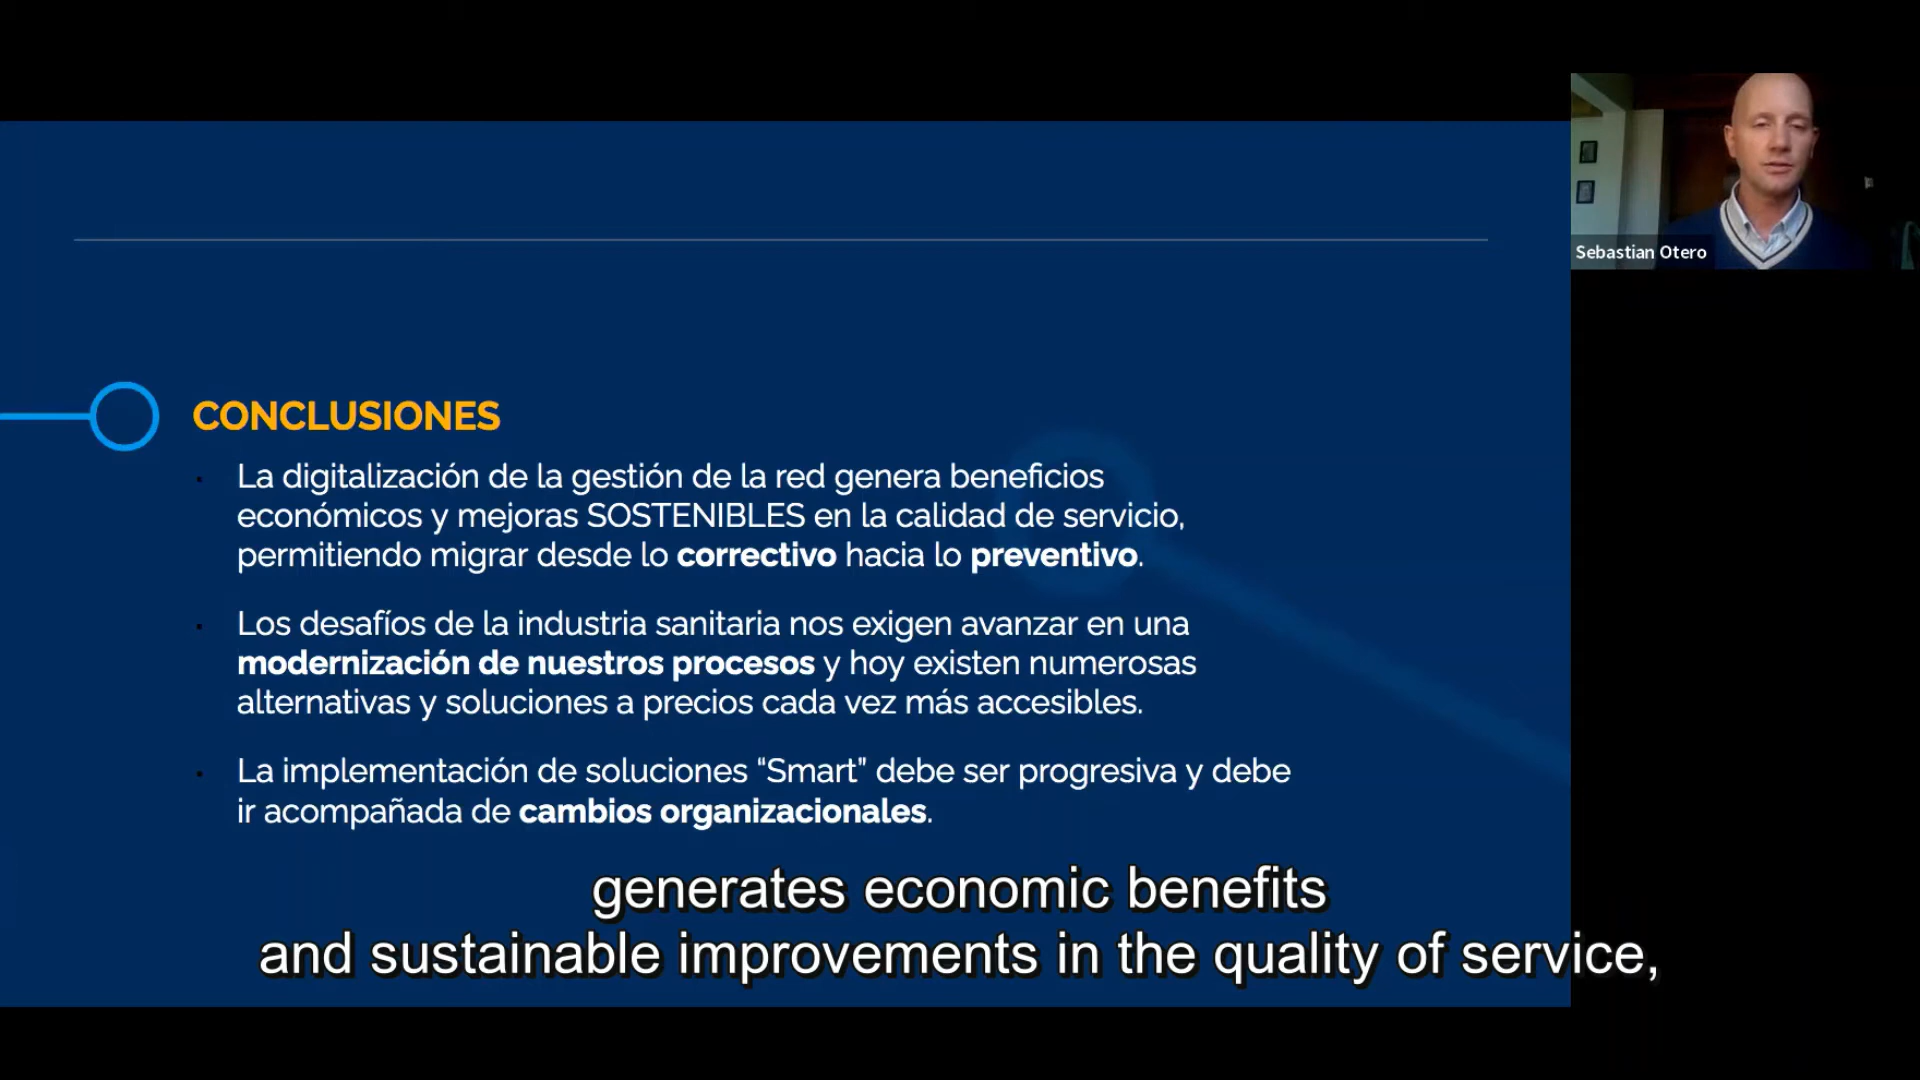 Sebastian Otero
CONCLUSIONES
La digitalización de la gestión de la red genera beneficios
económicos y mejoras SOSTENIBLES en la calidad de servicio,
permitiendo migrar desde lo correctivo hacia lo preventivo.
Los desafíos de la industria sanitaria nos exigen avanzar en una
modernización de nuestros procesos y hoy existen numerosas
alternativas y soluciones a precios cada vez más accesibles.
La implementación de soluciones “Smart” debe ser progresiva y debe
ir acompañada de cambios organizacionales.
generates economic benefits
and sustainable improvements in the quality of service,